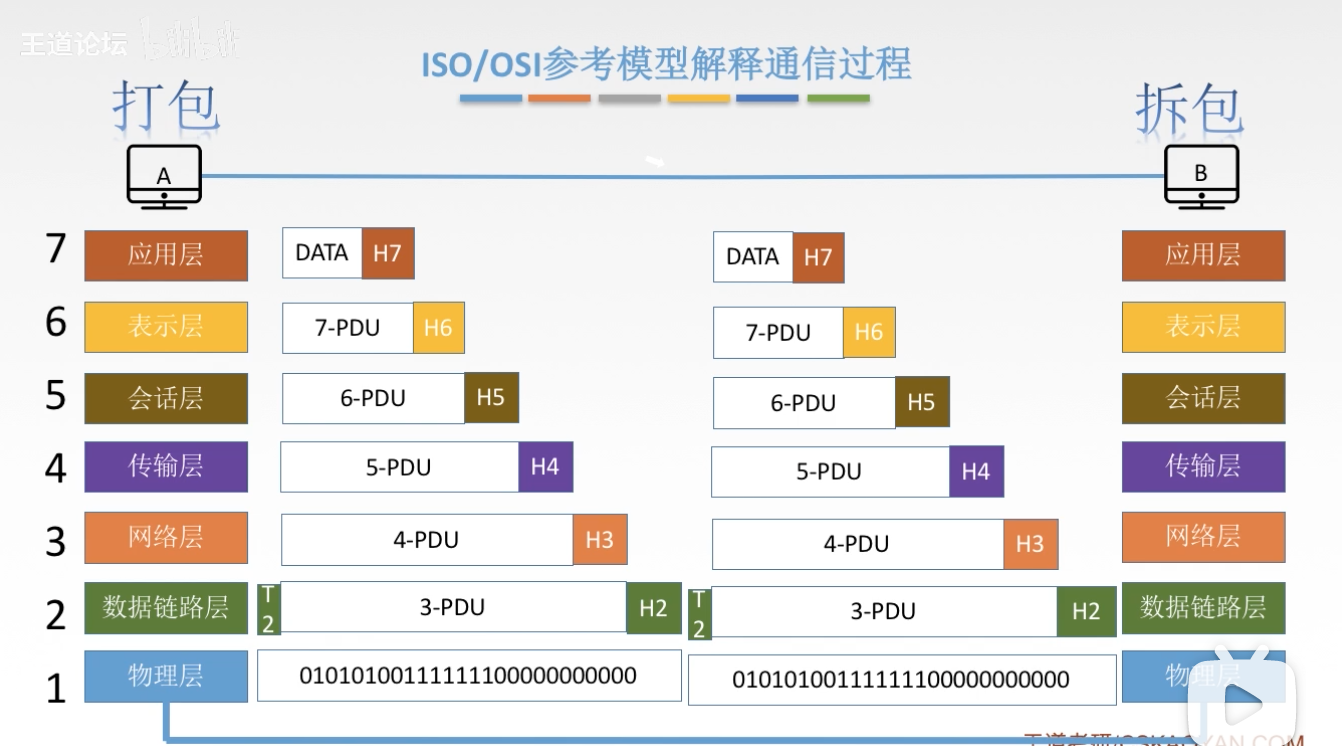 王道论坛
ISO/OSI参考模型解释通信过程
打包
拆包
A
B
7 应用层 DATA H7 DATA H7 应用层
6 表示层 7-PDU H6 7-PDU H6 表示层
5 会话层 6-PDU H5 6-PDU H5 会话层
4 传输层 5-PDU H4 5-PDU H4 传输层
3 网络层 4-PDU H3 4-PDU H3 网络层
2 数据链路层 T2 3-PDU H2 T2 3-PDU H2 数据链路层
1 物理层 0101010011111110000000000 0101010011111110000000000 物理层